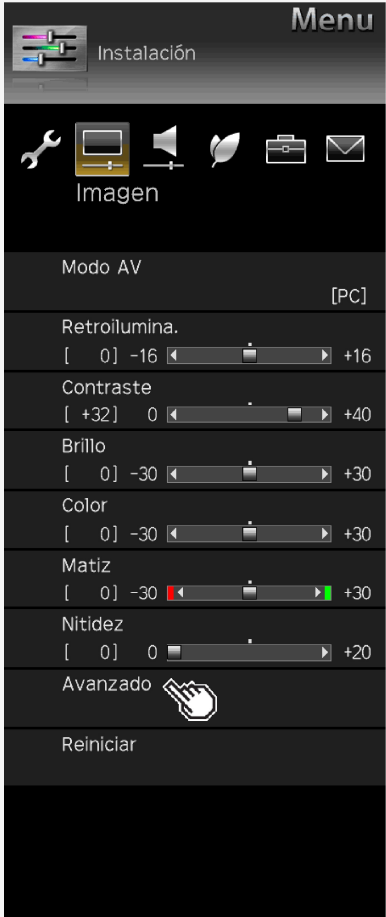 Menu
Instalación
Imagen
Modo AV
[PC]
Retroilumina.
[ 0] -16 +16
Contraste
[ +32] 0 +40
Brillo
[ 0] -30 +30
Color
[ 0] -30 +30
Matiz
[ 0] -30 +30
Nitidez
[ 0] 0 +20
Avanzado
Reiniciar